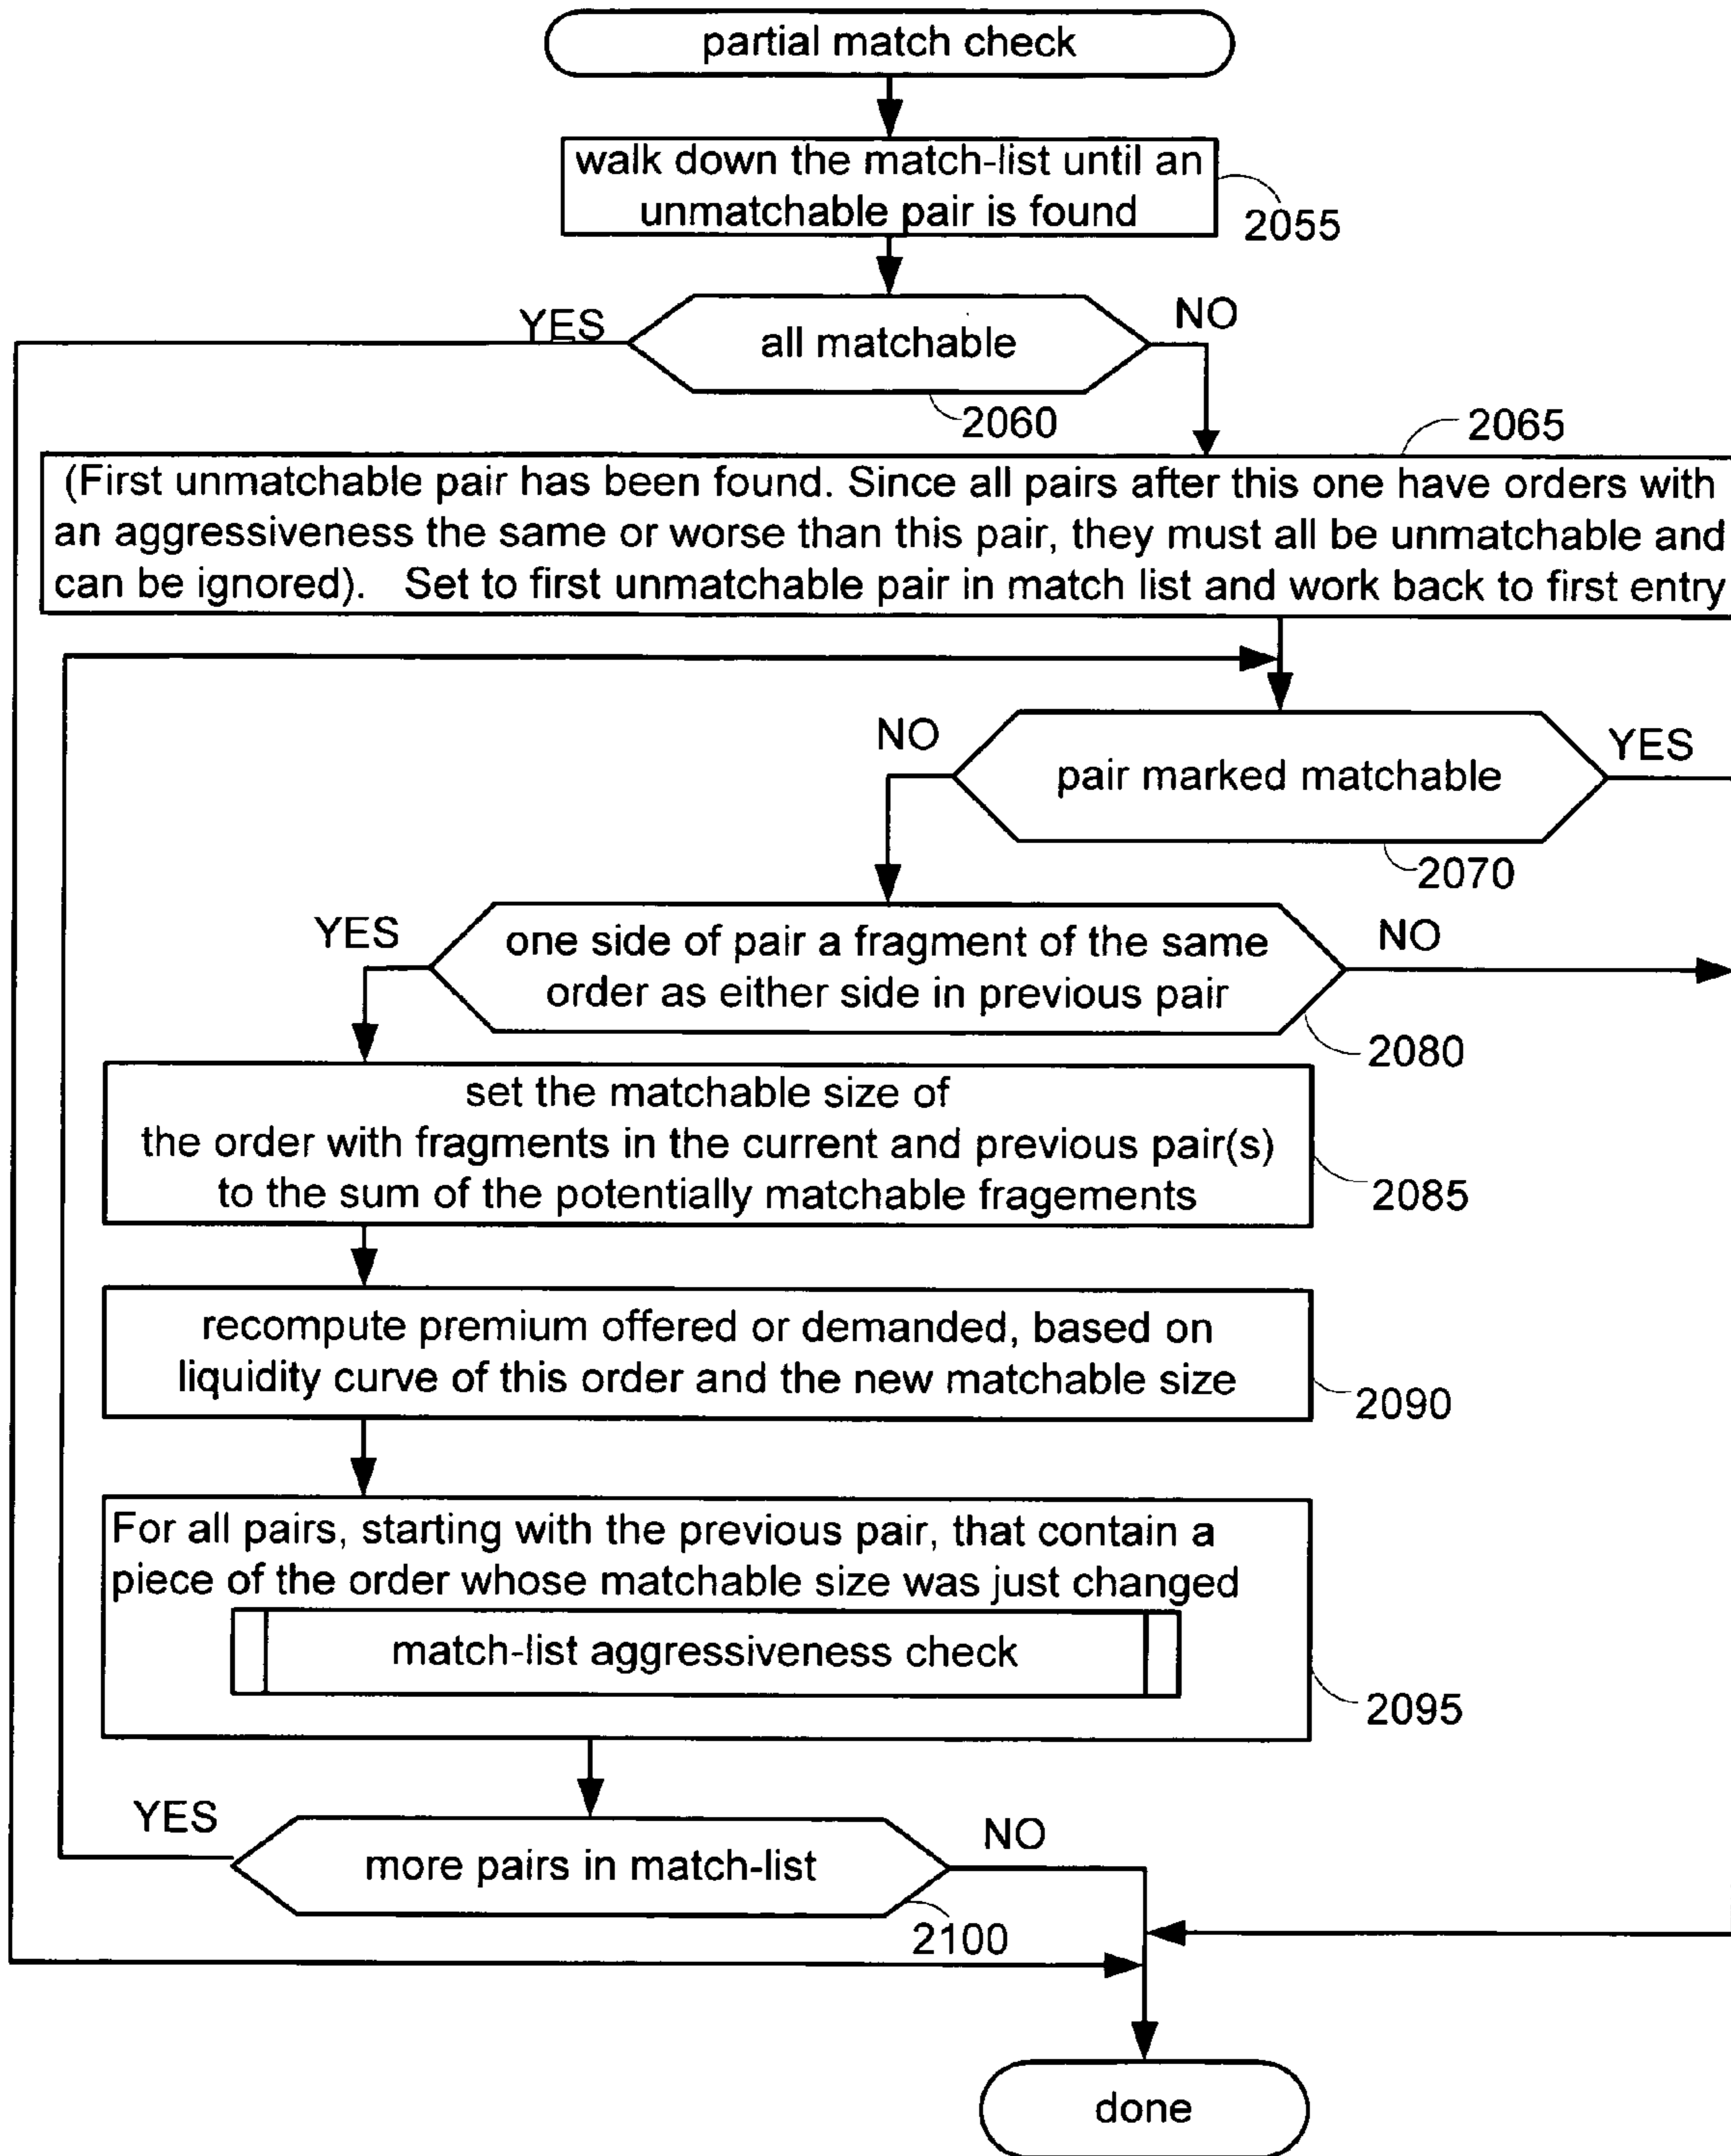 partial match check
walk down the match-list until an
unmatchable pair is found
2055
YES
NO
all matchable
2060
2065
(First unmatchable pair has been found. Since all pairs after this one have orders with
an aggressiveness the same or worse than this pair, they must all be unmatchable and
can be ignored). Set to first unmatchable pair in match list and work back to first entry
NO
YES
pair marked matchable
2070
YES
NO
one side of pair a fragment of the same
order as either side in previous pair
2080
set the matchable size of
the order with fragments in the current and previous pair(s)
to the sum of the potentially matchable fragements
2085
recompute premium offered or demanded, based on
liquidity curve of this order and the new matchable size
2090
For all pairs, starting with the previous pair, that contain a
piece of the order whose matchable size was just changed
match-list aggressiveness check
2095
YES
NO
more pairs in match-list
2100
done